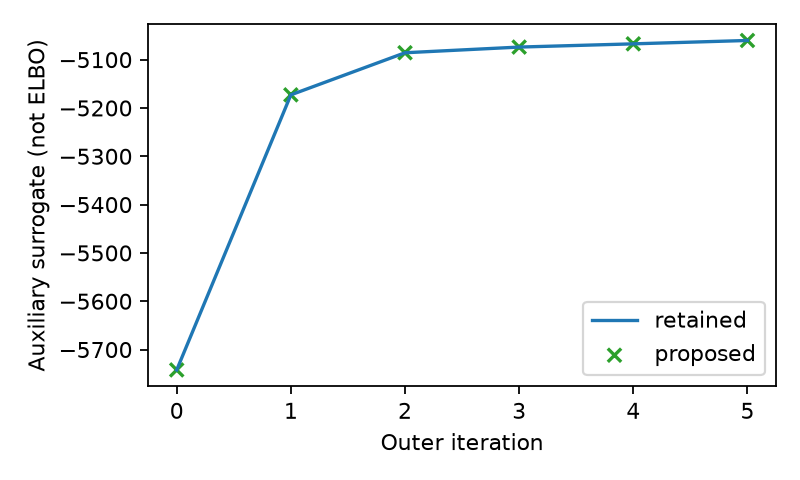 Auxiliary surrogate (not ELBO)
−5100
−5200
−5300
−5400
−5500
−5600
−5700
retained
proposed
0 1 2 3 4 5
Outer iteration